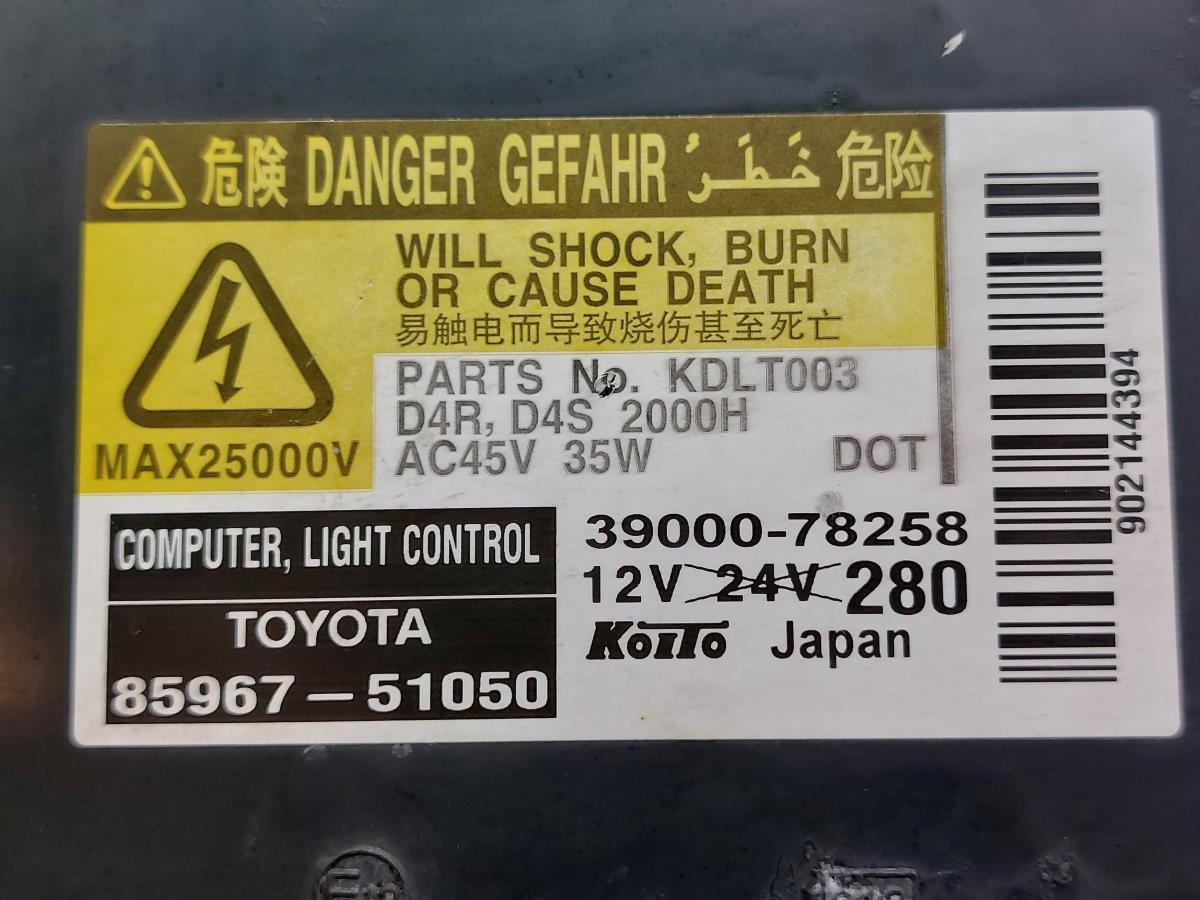 危険 DANGER GEFAHR خَطَرُ 危险
WILL SHOCK, BURN
OR CAUSE DEATH
易触电而导致烧伤甚至死亡
MAX25000V
PARTS No. KDLT003
D4R, D4S 2000H
AC45V 35W DOT
COMPUTER, LIGHT CONTROL
TOYOTA
85967-51050
39000-78258
12V 24V 280
KOITO Japan
90214 4394